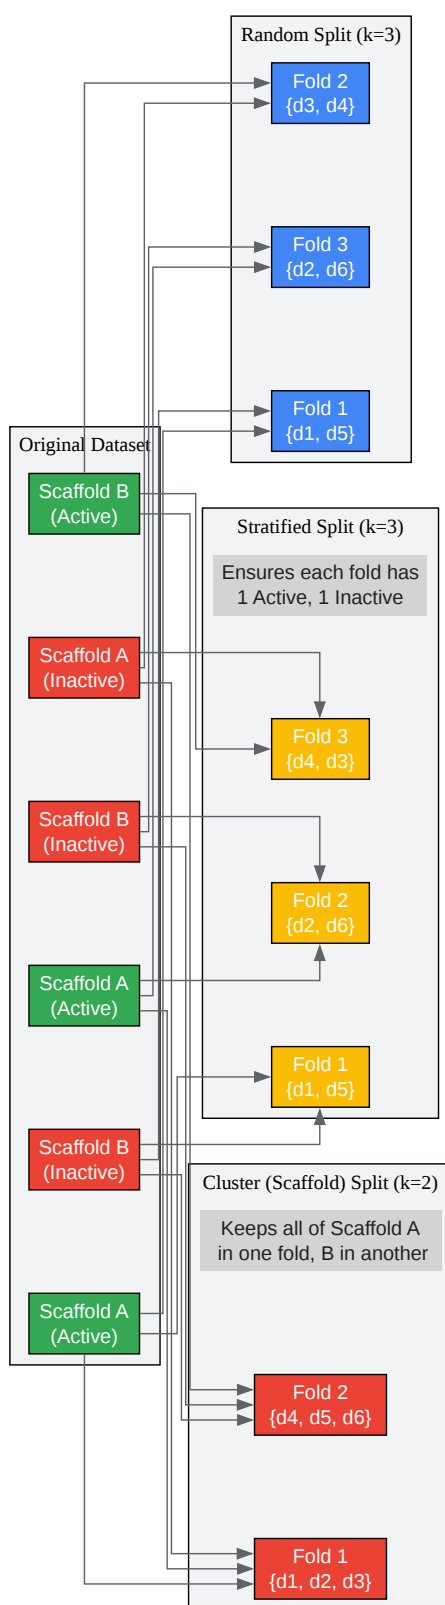 Random Split (k=3)
Fold 2
{d3, d4}
Fold 3
{d2, d6}
Fold 1
{d1, d5}
Original Dataset
Scaffold B
(Active)
Scaffold A
(Inactive)
Scaffold B
(Inactive)
Scaffold A
(Active)
Scaffold B
(Inactive)
Scaffold A
(Active)
Stratified Split (k=3)
Ensures each fold has
1 Active, 1 Inactive
Fold 3
{d4, d3}
Fold 2
{d2, d6}
Fold 1
{d1, d5}
Cluster (Scaffold) Split (k=2)
Keeps all of Scaffold A
in one fold, B in another
Fold 2
{d4, d5, d6}
Fold 1
{d1, d2, d3}